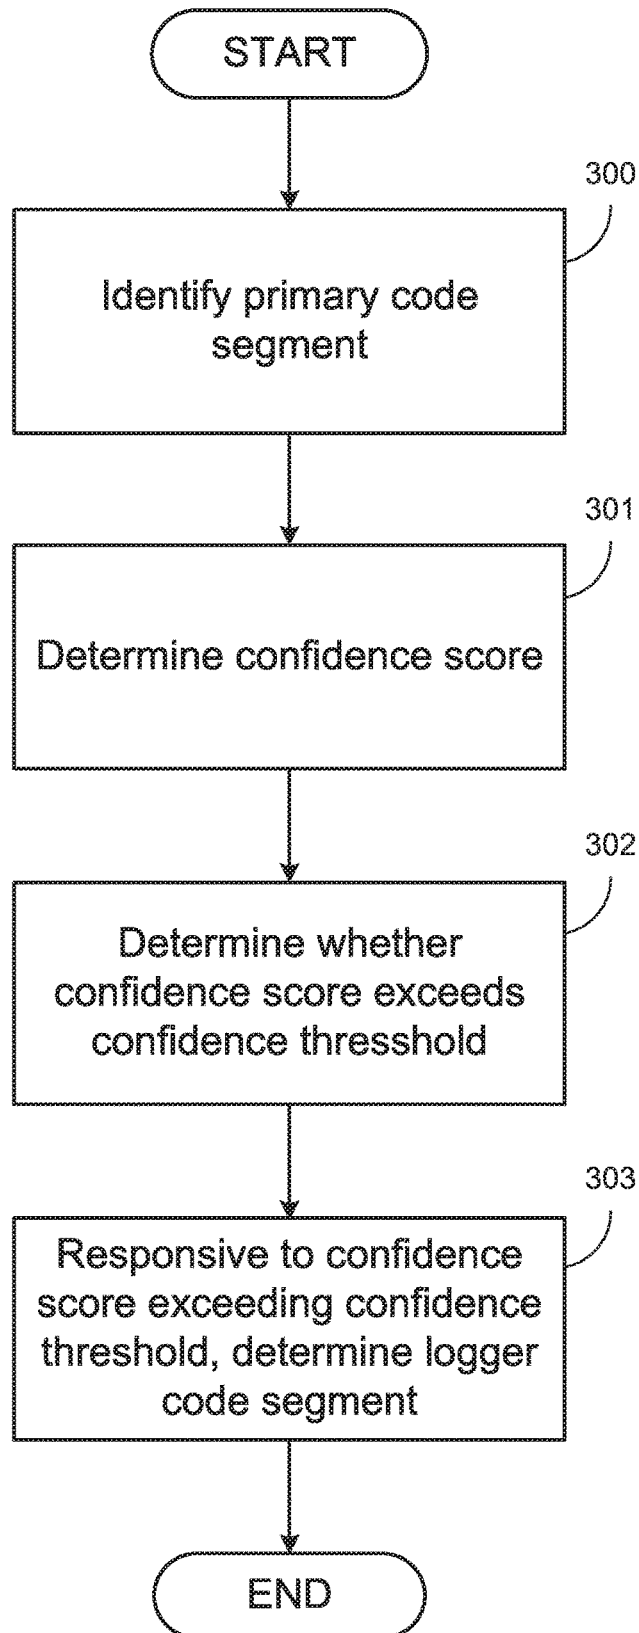 START
300
Identify primary code
segment
301
Determine confidence score
302
Determine whether
confidence score exceeds
confidence thresshold
303
Responsive to confidence
score exceeding confidence
threshold, determine logger
code segment
END